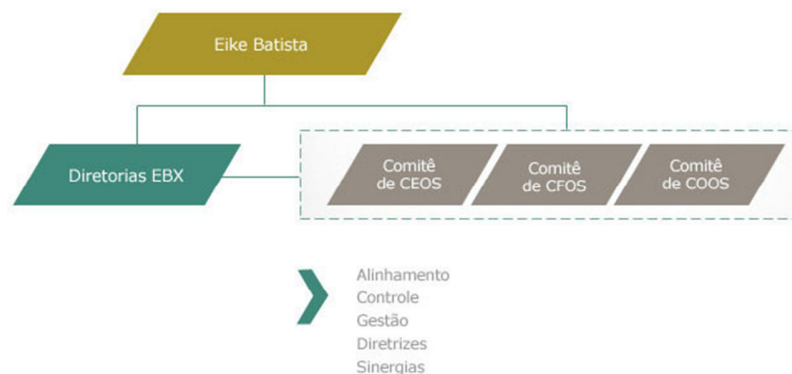 Eike Batista
Diretorias EBX
Comitê
de CEOS
Comitê
de CFOS
Comitê
de COOS
Alinhamento
Controle
Gestão
Diretrizes
Sinergias